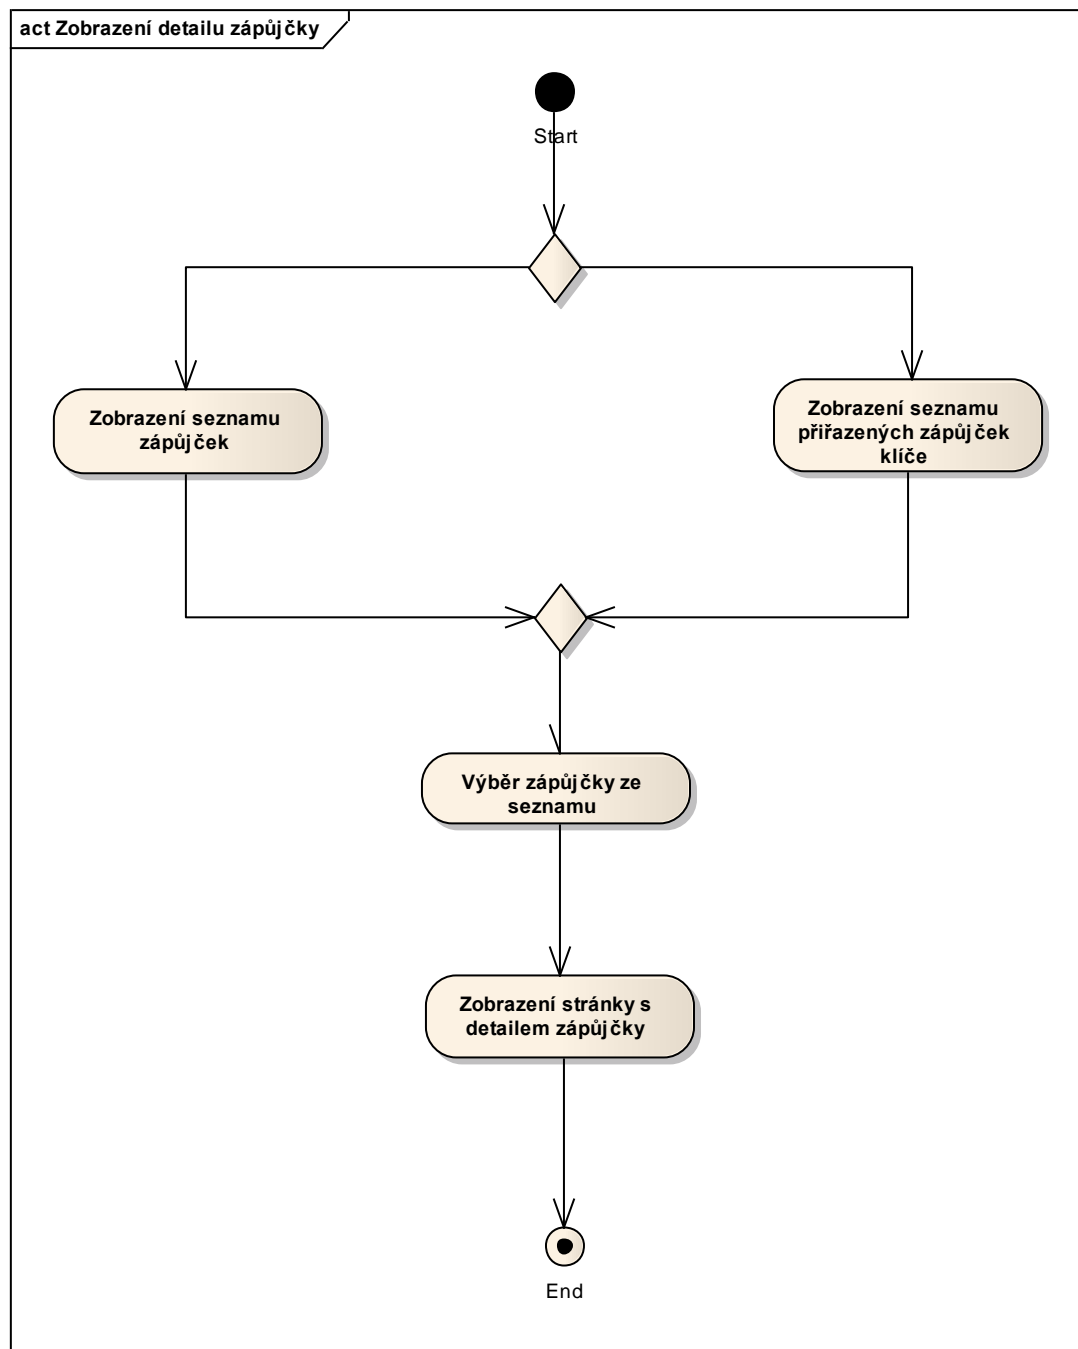 act Zobrazení detailu zápůjčky
Start
Zobrazení seznamu
zápůjček
Zobrazení seznamu
přiřazených zápůjček
klíče
Výběr zápůjčky ze
seznamu
Zobrazení stránky s
detailem zápůjčky
End